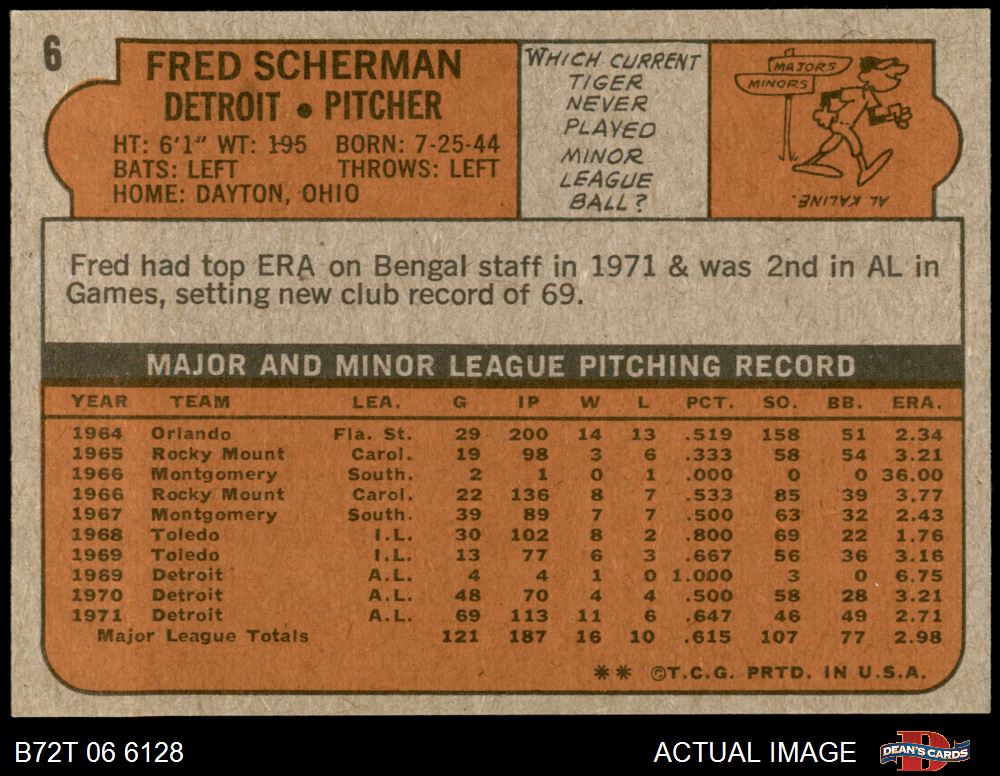 6
FRED SCHERMAN
DETROIT • PITCHER
HT: 6'1" WT: 195 BORN: 7-25-44
BATS: LEFT THROWS: LEFT
HOME: DAYTON, OHIO
WHICH CURRENT
TIGER
NEVER
PLAYED
MINOR
LEAGUE
BALL?
MAJORS
MINORS
AL KALINE.
Fred had top ERA on Bengal staff in 1971 & was 2nd in AL in
Games, setting new club record of 69.
MAJOR AND MINOR LEAGUE PITCHING RECORD
YEAR TEAM LEA. G IP W L PCT. SO. BB. ERA.
1964 Orlando Fla. St. 29 200 14 13 .519 158 51 2.34
1965 Rocky Mount Carol. 19 98 3 6 .333 58 54 3.21
1966 Montgomery South. 2 1 0 1 .000 0 0 36.00
1966 Rocky Mount Carol. 22 136 8 7 .533 85 39 3.77
1967 Montgomery South. 39 89 7 7 .500 63 32 2.43
1968 Toledo I.L. 30 102 8 2 .800 69 22 1.76
1969 Toledo I.L. 13 77 6 3 .667 56 36 3.16
1969 Detroit A.L. 4 4 1 0 1.000 3 0 6.75
1970 Detroit A.L. 48 70 4 4 .500 58 28 3.21
1971 Detroit A.L. 69 113 11 6 .647 46 49 2.71
Major League Totals 121 187 16 10 .615 107 77 2.98
** ©T.C.G. PRTD. IN U.S.A.
B72T 06 6128
ACTUAL IMAGE
D
DEAN'S CARDS